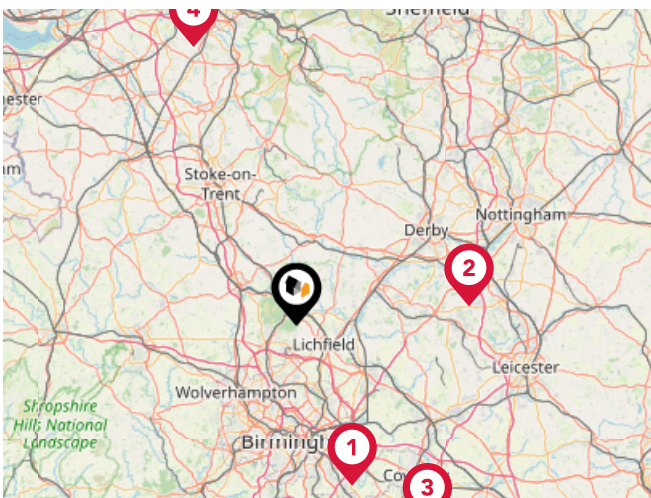 4
Sheffield
ester
m
Stoke-on-
Trent
Nottingham
Derby
2
Lichfield
Leicester
Wolverhampton
Shropshire
Hills National
Landscape
Birmingh
1
Cov
3